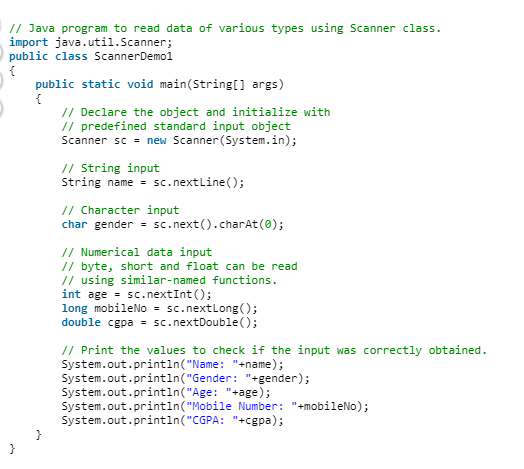 // Java program to read data of various types using Scanner class.
import java.util.Scanner;
public class ScannerDemo1
{
    public static void main(String[] args)
    {
        // Declare the object and initialize with
        // predefined standard input object
        Scanner sc = new Scanner(System.in);

        // String input
        String name = sc.nextLine();

        // Character input
        char gender = sc.next().charAt(0);

        // Numerical data input
        // byte, short and float can be read
        // using similar-named functions.
        int age = sc.nextInt();
        long mobileNo = sc.nextLong();
        double cgpa = sc.nextDouble();

        // Print the values to check if the input was correctly obtained.
        System.out.println("Name: "+name);
        System.out.println("Gender: "+gender);
        System.out.println("Age: "+age);
        System.out.println("Mobile Number: "+mobileNo);
        System.out.println("CGPA: "+cgpa);
    }
}